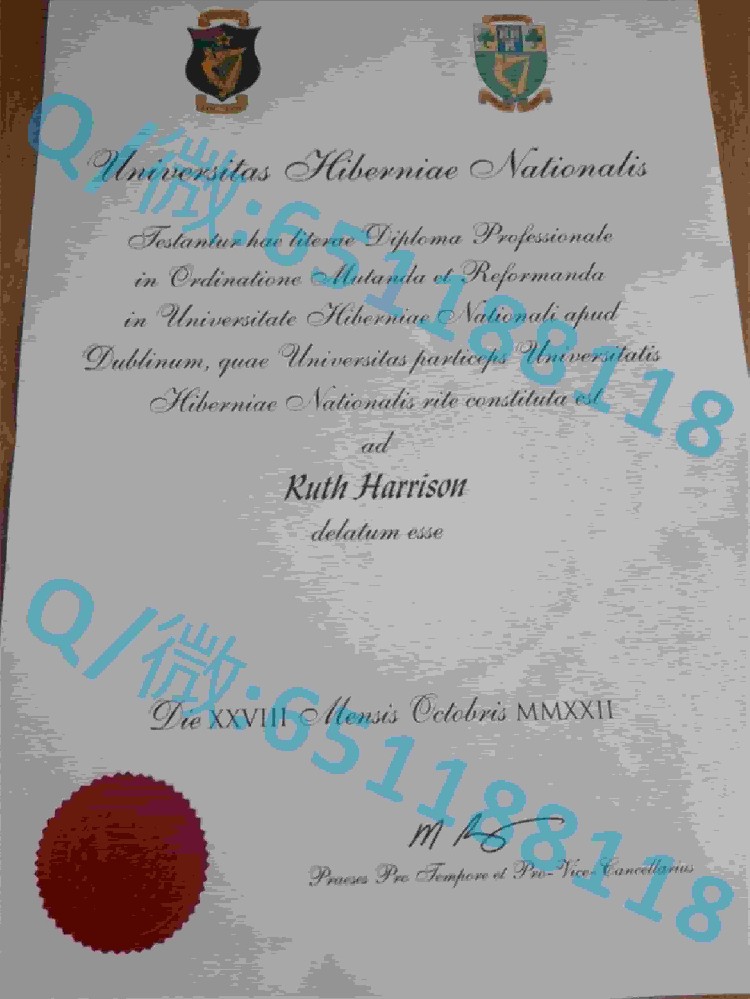 Universitas Hiberniae Nationalis
Testantur hae literae Diploma Professionale
in Ordinatione Mutanda et Reformanda
in Universitate Hiberniae Nationali apud
Dublinum, quae Universitas particeps Universitatis
Hiberniae Nationalis rite constituta est
ad
Ruth Harrison
delatum esse
Die XXVIII Mensis Octobris MMXXII
Praeses Pro Tempore et Pro-Vice-Cancellarius
Q/微:651188118
Q/微:651188118